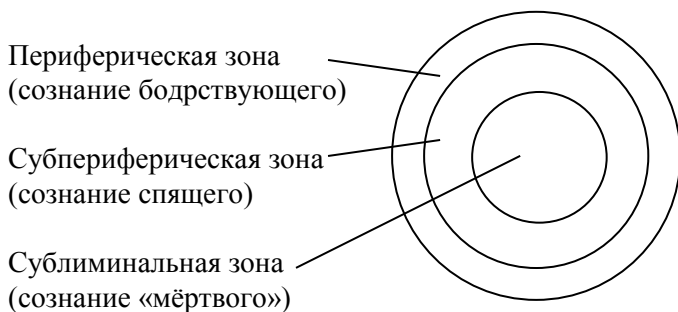 Периферическая зона
(сознание бодрствующего)
Субпериферическая зона
(сознание спящего)
Сублиминальная зона
(сознание «мёртвого»)